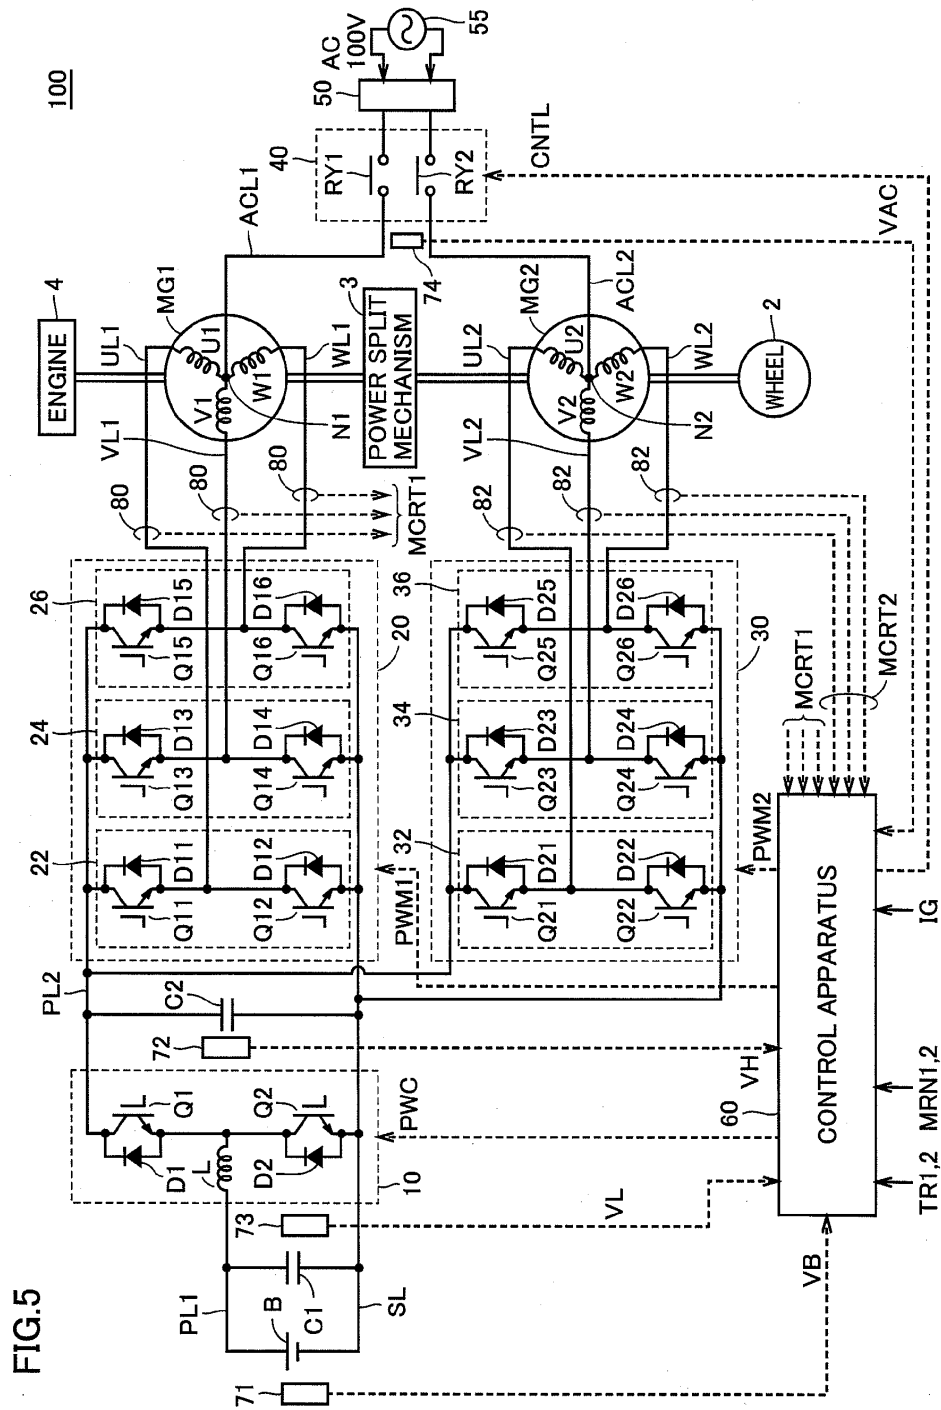 FIG.5
100
ENGINE
4
UL1
MG1
U1
V1
W1
VL1
N1
WL1
ACL1
3
POWER SPLIT
MECHANISM
UL2
MG2
U2
V2
W2
VL2
N2
WL2
ACL2
2
WHEEL
74
40
RY1
RY2
50
AC
100V
55
CNTL
VAC
80
80
80
MCRT1
82
82
82
26
D15
Q15
D16
Q16
24
D13
Q13
D14
Q14
22
D11
Q11
D12
Q12
20
36
D25
Q25
D26
Q26
34
D23
Q23
D24
Q24
32
D21
Q21
D22
Q22
30
MCRT1
MCRT2
PWM1
PWM2
PL2
C2
72
VH
Q1
D1
L
Q2
D2
10
PWC
60
CONTROL APPARATUS
IG
MRN1,2
TR1,2
73
VL
PL1
B
C1
SL
71
VB